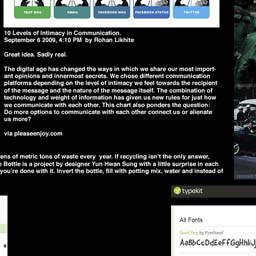 TEXT MSG EMAIL FACEBOOK MSG FACEBOOK STATUS TWITTER
10 Levels of Intimacy in Communication.
September 6 2009, 4:10 PM by Rohan Likhite
Great idea. Sadly real.
The digital age has changed the ways in which we share our most import-
ant opinions and innermost secrets. We chose different communication
platforms depending on the level of intimacy we feel towards the recipient
of the message and the nature of the message itself. The combination of
technology and weight of information has given us new rules for just how
we communicate with each other. This chart also ponders the question:
Do more options to communicate with each other connect us or alienate
us more?
via pleaseenjoy.com
ens of metric tons of waste every year. If recycling isn't the only answer,
e Bottle is a project by designer Yun Hwan Sung with a little surprise in each
you're done with it. Invert the bottle, fill with potting mix, water and instead of
typekit
All Fonts
Good Dog by Fonthead
AaBbCcDdEeFfGgHhIiJj